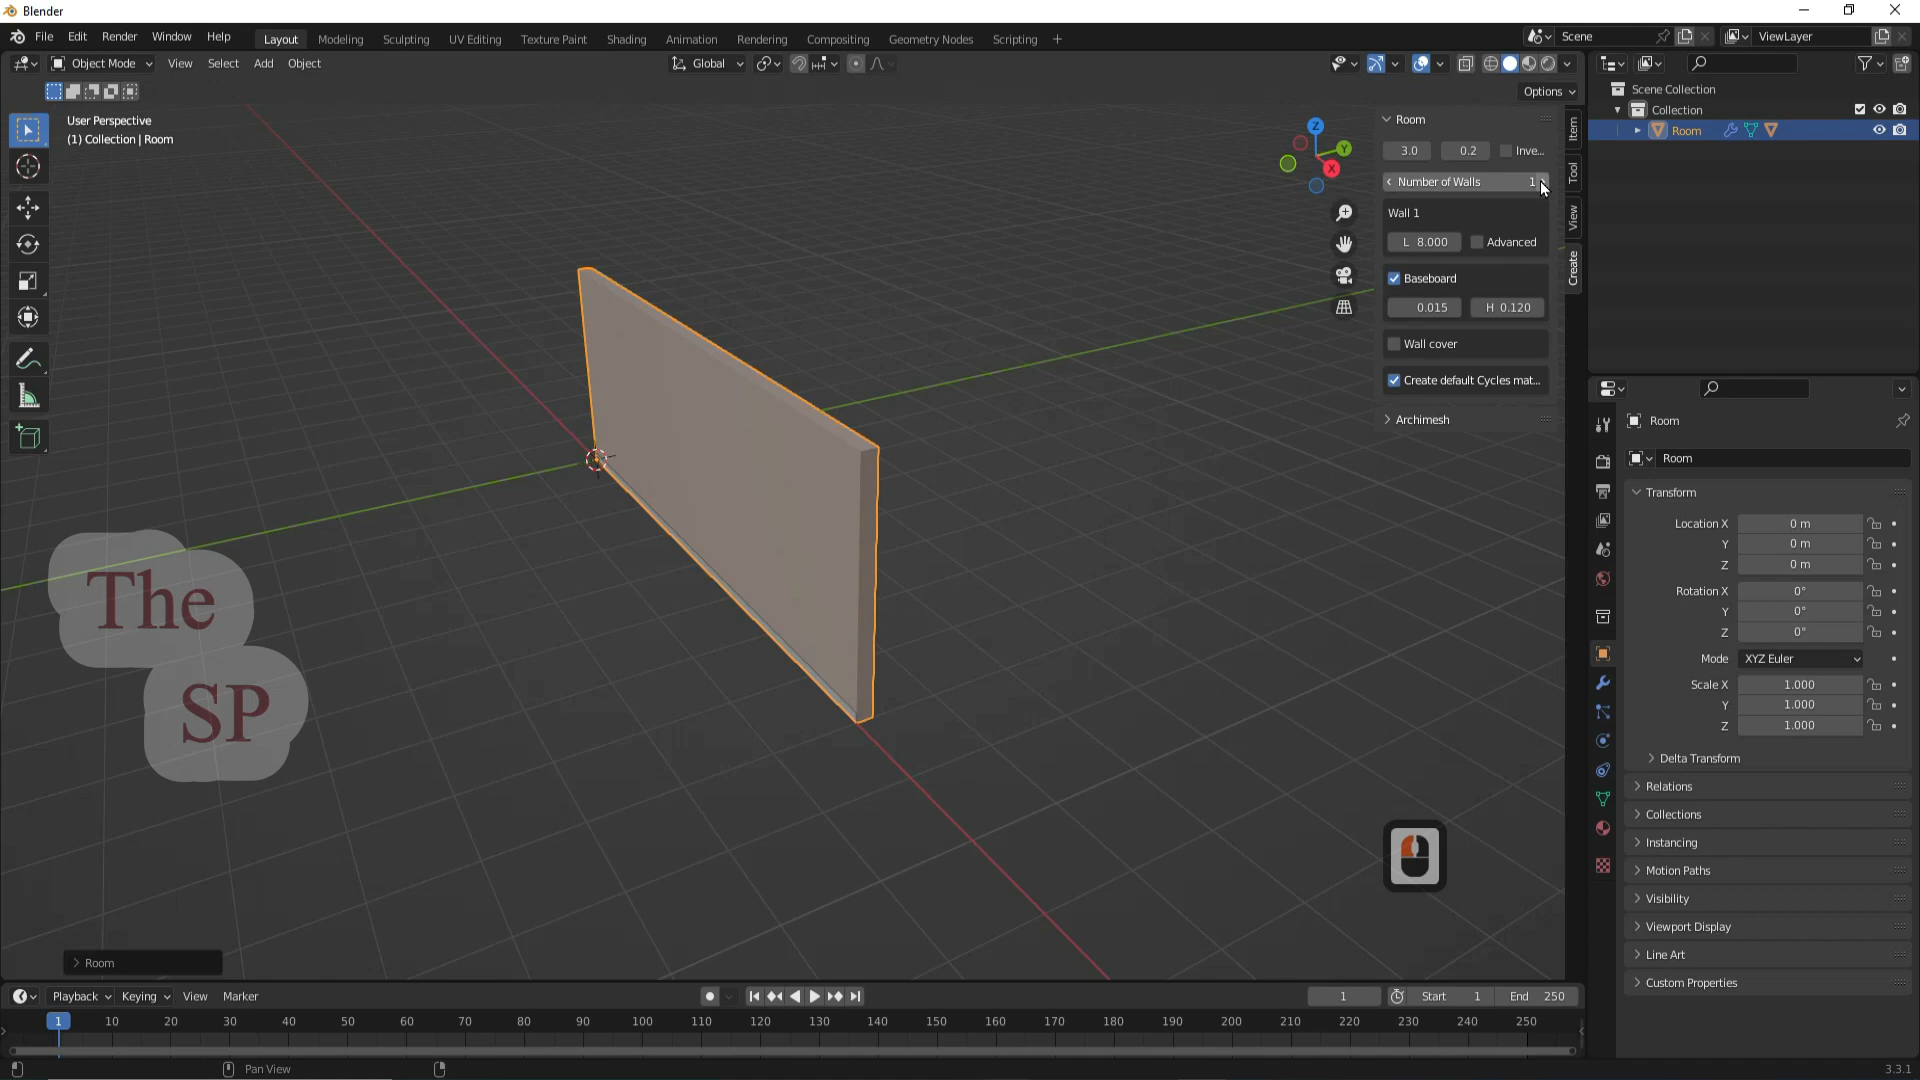 Blender
File Edit Render Window Help Layout Modeling Sculpting UV Editing Texture Paint Shading Animation Rendering Compositing Geometry Nodes Scripting + Scene ViewLayer
Object Mode View Select Add Object Global
Options
User Perspective
(1) Collection | Room
Z
Y
X
Room
3.0 0.2 Inve...
Number of Walls 1
Wall 1
L 8.000 Advanced
Baseboard
0.015 H 0.120
Wall cover
Create default Cycles mat...
Archimesh
Item
Tool
View
Create
Scene Collection
Collection
Room
Room
Room
Transform
Location X 0 m
Y 0 m
Z 0 m
Rotation X 0°
Y 0°
Z 0°
Mode XYZ Euler
Scale X 1.000
Y 1.000
Z 1.000
Delta Transform
Relations
Collections
Instancing
Motion Paths
Visibility
Viewport Display
Line Art
Custom Properties
The
SP
Room
Playback Keying View Marker 1 Start 1 End 250
1 10 20 30 40 50 60 70 80 90 100 110 120 130 140 150 160 170 180 190 200 210 220 230 240 250
Pan View 3.3.1